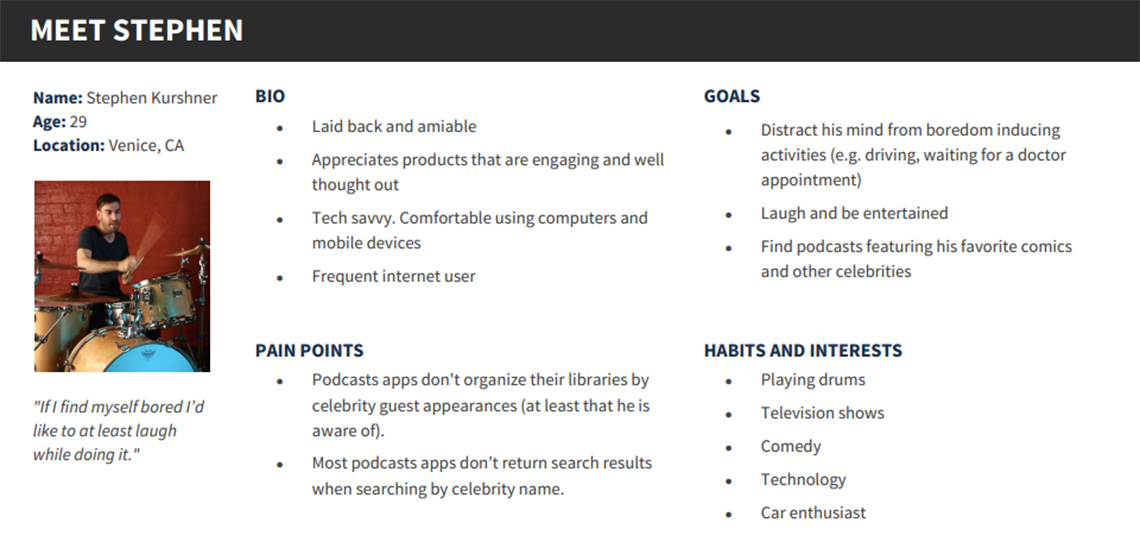 MEET STEPHEN
Name: Stephen Kurshner
Age: 29
Location: Venice, CA
"If I find myself bored I’d
like to at least laugh
while doing it."
BIO
• Laid back and amiable
• Appreciates products that are engaging and well
thought out
• Tech savvy. Comfortable using computers and
mobile devices
• Frequent internet user
GOALS
• Distract his mind from boredom inducing
activities (e.g. driving, waiting for a doctor
appointment)
• Laugh and be entertained
• Find podcasts featuring his favorite comics
and other celebrities
PAIN POINTS
• Podcasts apps don't organize their libraries by
celebrity guest appearances (at least that he is
aware of).
• Most podcasts apps don’t return search results
when searching by celebrity name.
HABITS AND INTERESTS
• Playing drums
• Television shows
• Comedy
• Technology
• Car enthusiast